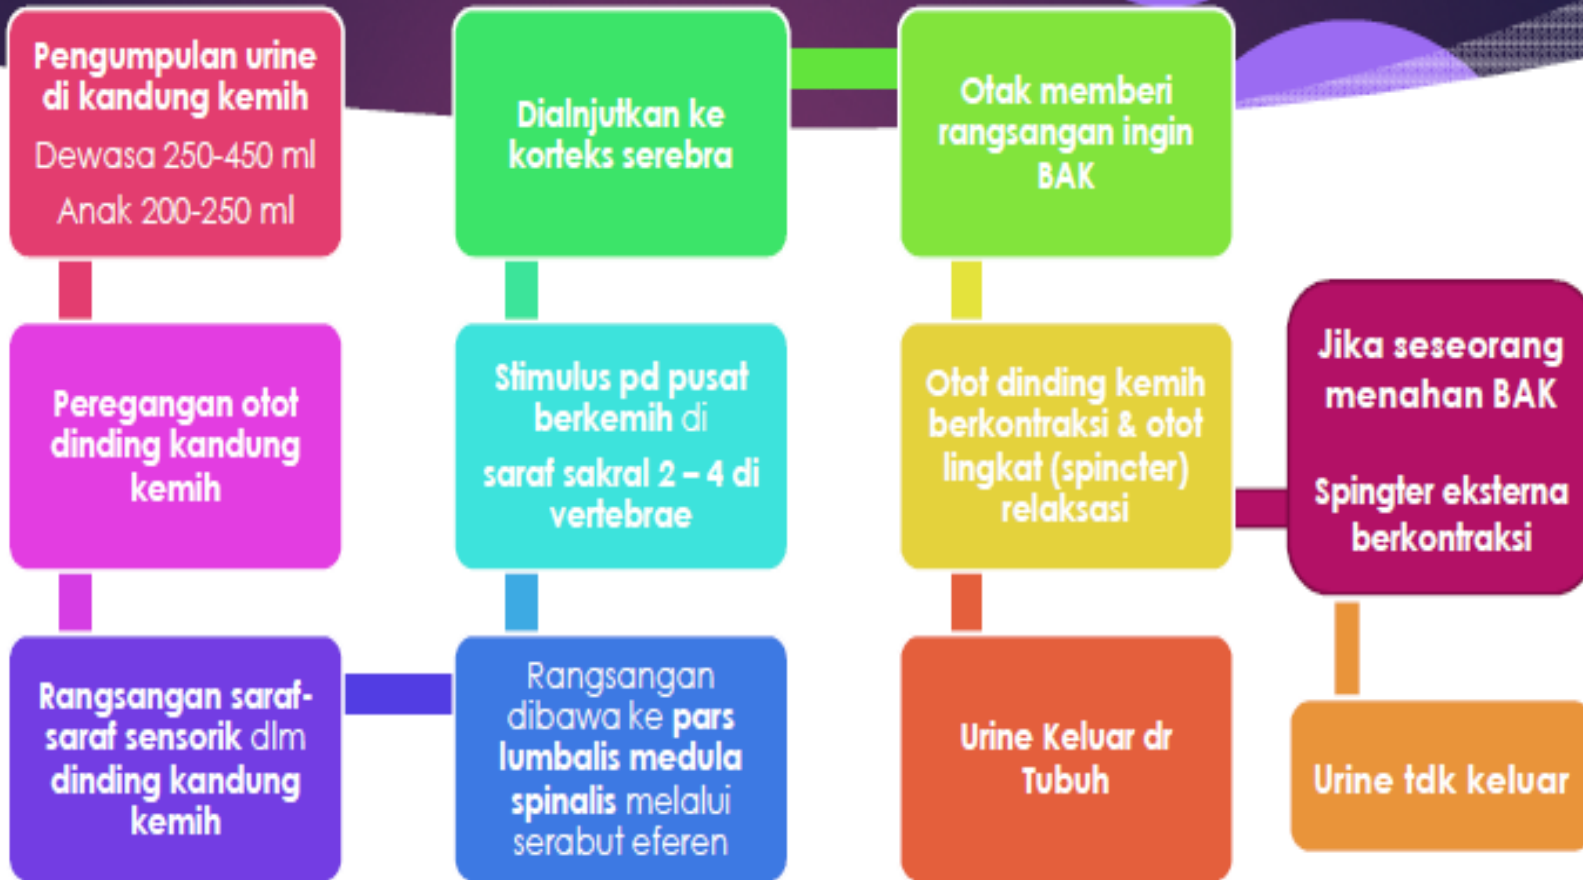 Pengumpulan urine
di kandung kemih
Dewasa 250-450 ml
Anak 200-250 ml
Peregangan otot
dinding kandung
kemih
Rangsangan saraf-
saraf sensorik dlm
dinding kandung
kemih
Rangsangan
dibawa ke pars
lumbalis medula
spinalis melalui
serabut eferen
Stimulus pd pusat
berkemih di
saraf sakral 2 – 4 di
vertebrae
Dialnjutkan ke
korteks serebra
Otak memberi
rangsangan ingin
BAK
Otot dinding kemih
berkontraksi & otot
lingkat (spincter)
relaksasi
Urine Keluar dr
Tubuh
Jika seseorang
menahan BAK
Spingter eksterna
berkontraksi
Urine tdk keluar